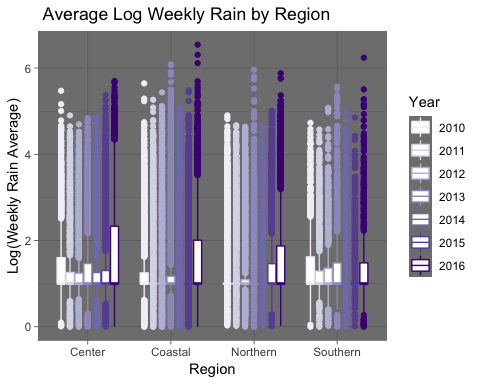 Average Log Weekly Rain by Region
Log(Weekly Rain Average)
6
4
2
0
Center
Coastal
Northern
Southern
Region
Year
2010
2011
2012
2013
2014
2015
2016